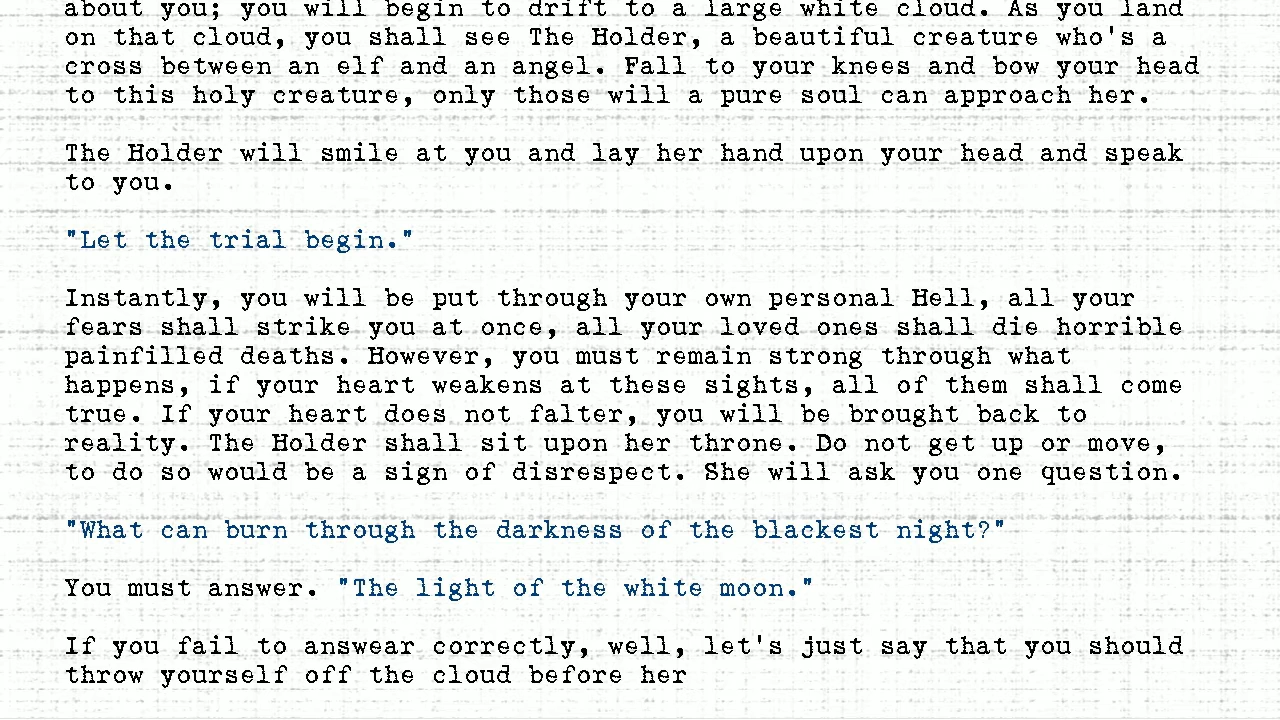 about you; you will begin to drift to a large white cloud. As you land
on that cloud, you shall see The Holder, a beautiful creature who's a
cross between an elf and an angel. Fall to your knees and bow your head
to this holy creature, only those will a pure soul can approach her.
The Holder will smile at you and lay her hand upon your head and speak
to you.
"Let the trial begin."
Instantly, you will be put through your own personal Hell, all your
fears shall strike you at once, all your loved ones shall die horrible
painfilled deaths. However, you must remain strong through what
happens, if your heart weakens at these sights, all of them shall come
true. If your heart does not falter, you will be brought back to
reality. The Holder shall sit upon her throne. Do not get up or move,
to do so would be a sign of disrespect. She will ask you one question.
"What can burn through the darkness of the blackest night?"
You must answer. "The light of the white moon."
If you fail to answear correctly, well, let's just say that you should
throw yourself off the cloud before her